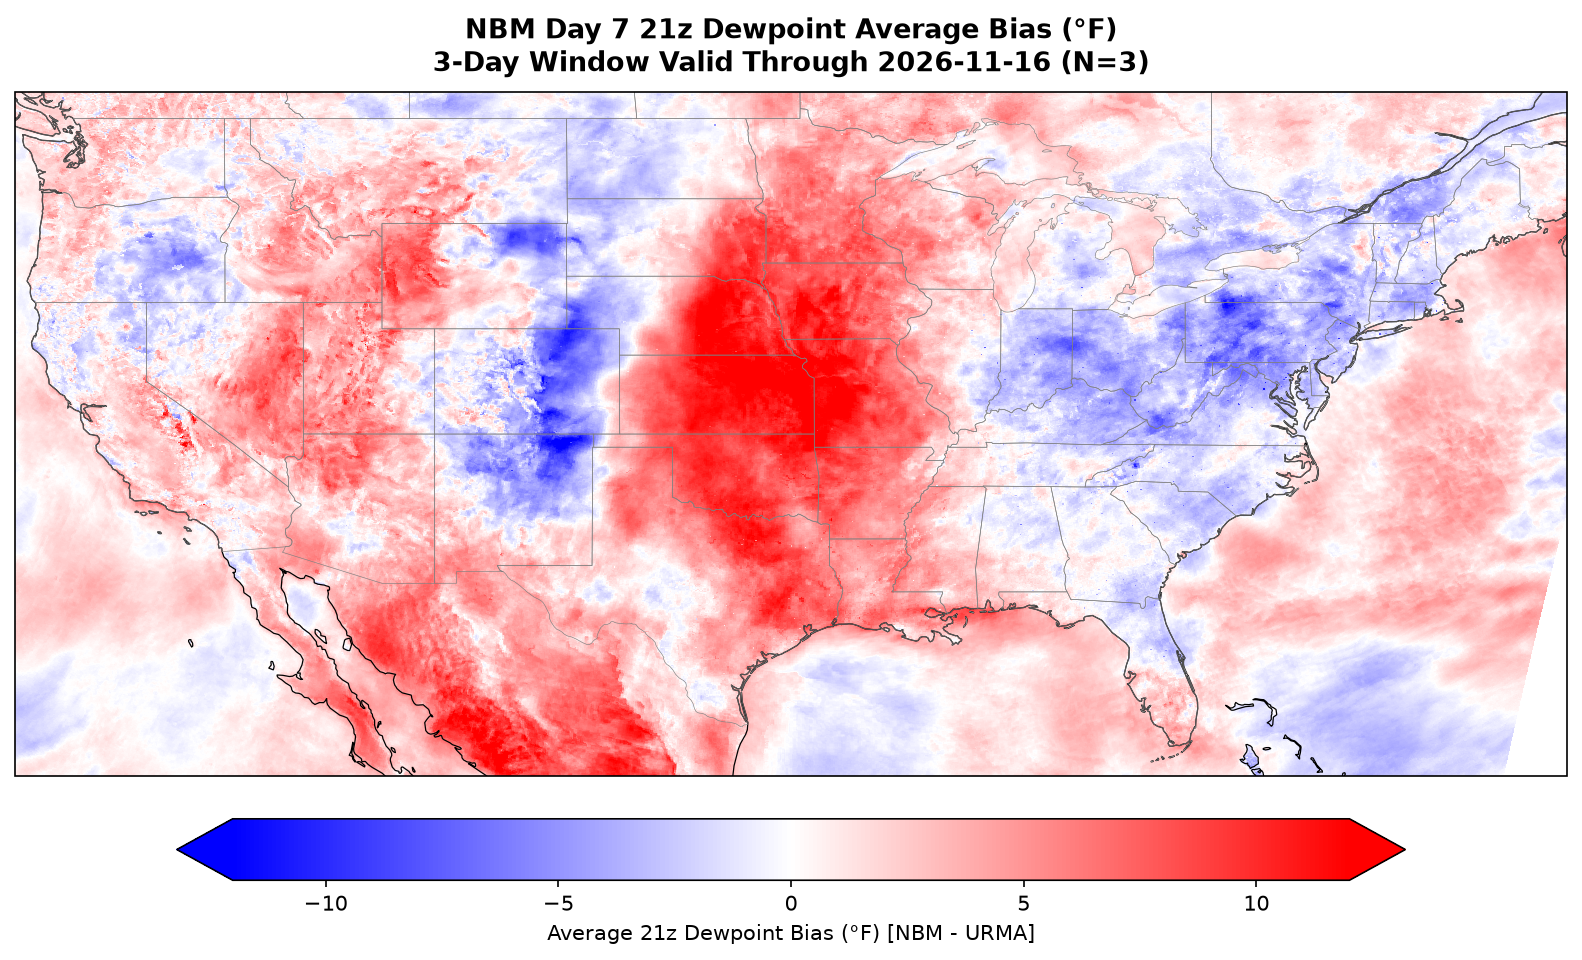 NBM Day 7 21z Dewpoint Average Bias (°F)
3-Day Window Valid Through 2026-11-16 (N=3)
−10 −5 0 5 10
Average 21z Dewpoint Bias (°F) [NBM - URMA]